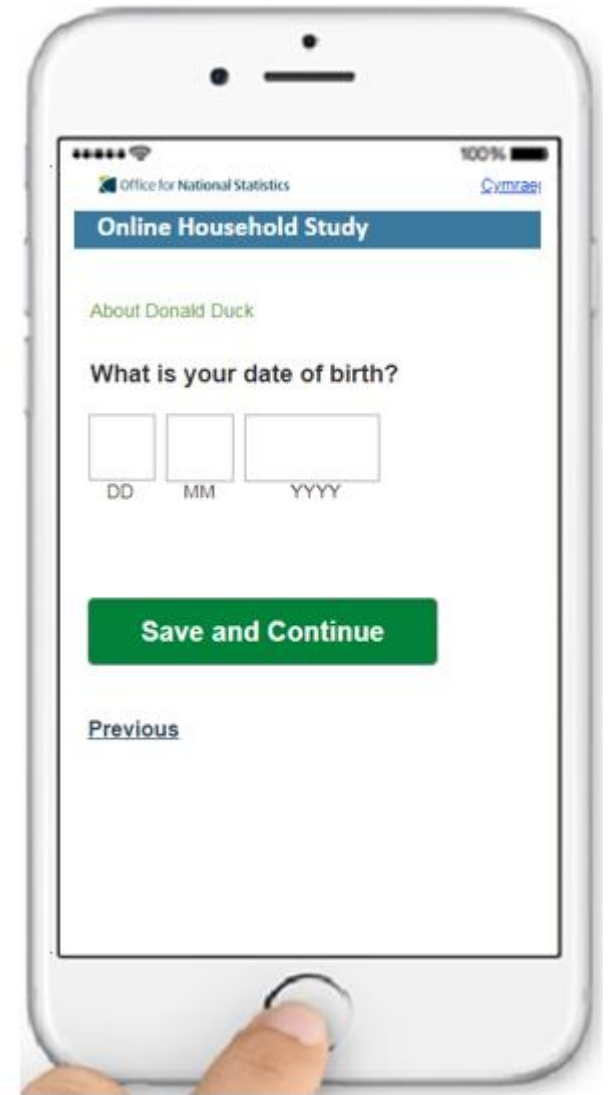 100%
Office for National Statistics
Cymraeg
Online Household Study
About Donald Duck
What is your date of birth?
DD MM YYYY
Save and Continue
Previous